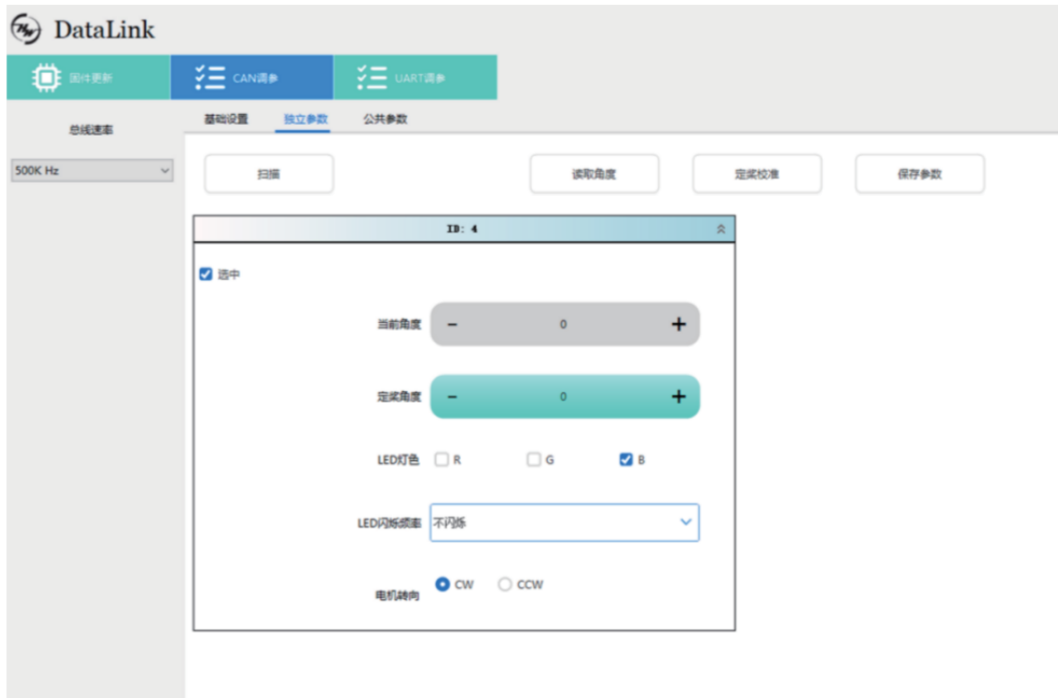 DataLink
固件更新
CAN调参
UART调参
总线速率
基础设置 独立参数 公共参数
500K Hz
扫描 读取角度 定桨校准 保存参数
ID: 4
选中
当前角度 − 0 +
定桨角度 − 0 +
LED灯色 R G B
LED闪烁频率 不闪烁
电机转向 CW CCW